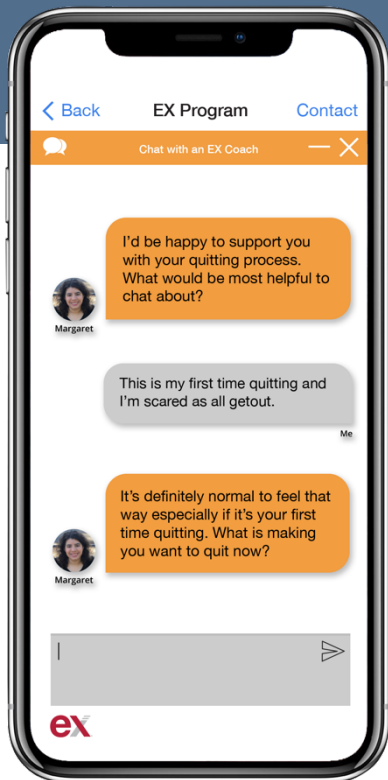 Back
EX Program
Contact
Chat with an EX Coach
I'd be happy to support you
with your quitting process.
What would be most helpful to
chat about?
Margaret
This is my first time quitting and
I'm scared as all getout.
Me
It's definitely normal to feel that
way especially if it's your first
time quitting. What is making
you want to quit now?
Margaret
ex